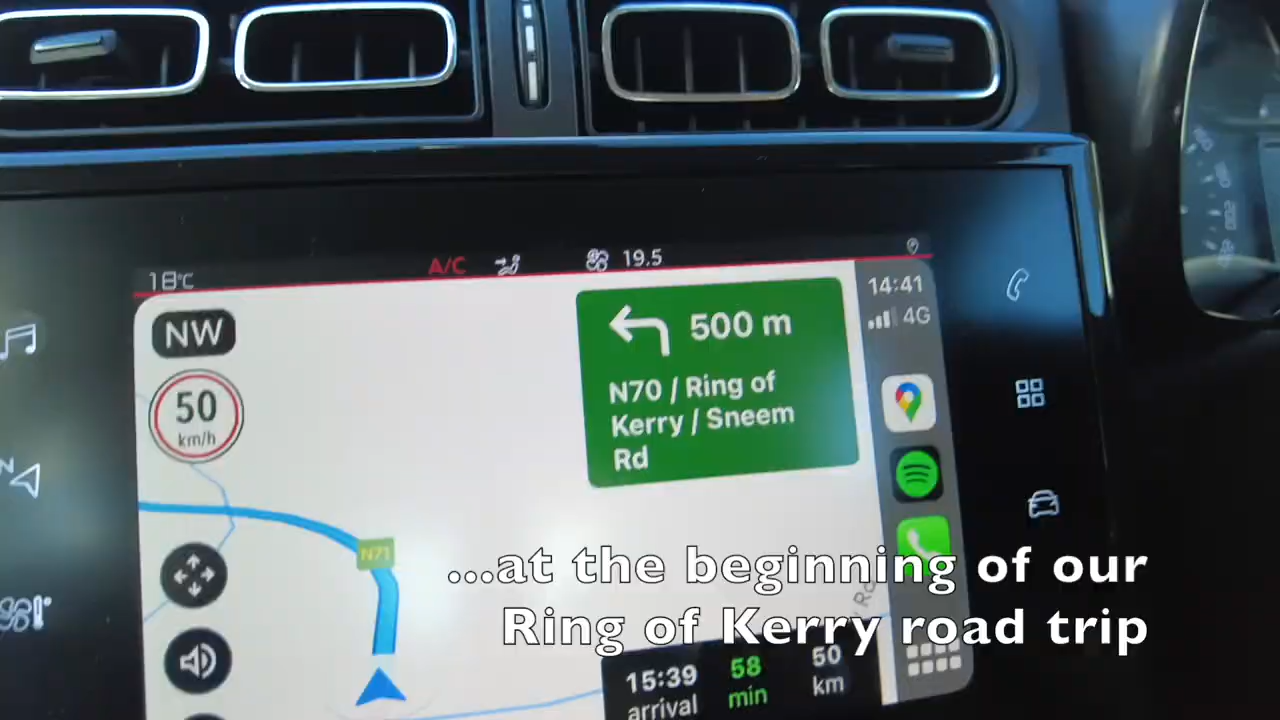 18°C
A/C
19.5
NW
50
km/h
500 m
N70 / Ring of
Kerry / Sneem
Rd
14:41
4G
N
N71
...at the beginning of our
Ring of Kerry road trip
15:39
arrival
58
min
50
km